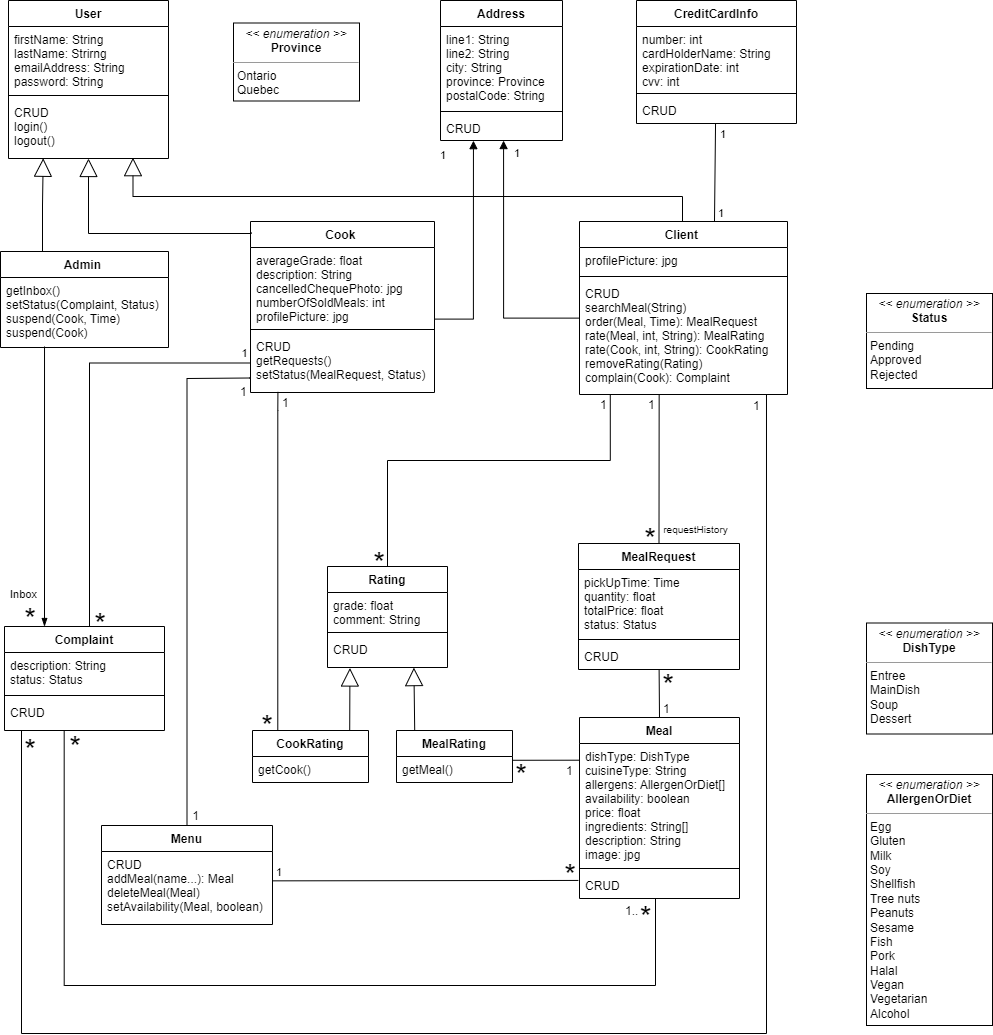 User
firstName: String
lastName: Strirng
emailAddress: String
password: String
CRUD
login()
logout()
<< enumeration >>
Province
Ontario
Quebec
Address
line1: String
line2: String
city: String
province: Province
postalCode: String
CRUD
CreditCardInfo
number: int
cardHolderName: String
expirationDate: int
cvv: int
CRUD
1
1
1
1
Admin
getInbox()
setStatus(Complaint, Status)
suspend(Cook, Time)
suspend(Cook)
Cook
averageGrade: float
description: String
cancelledChequePhoto: jpg
numberOfSoldMeals: int
profilePicture: jpg
CRUD
getRequests()
setStatus(MealRequest, Status)
1
1
1
Client
profilePicture: jpg
CRUD
searchMeal(String)
order(Meal, Time): MealRequest
rate(Meal, int, String): MealRating
rate(Cook, int, String): CookRating
removeRating(Rating)
complain(Cook): Complaint
1
1
1
<< enumeration >>
Status
Pending
Approved
Rejected
Inbox
*
*
Complaint
description: String
status: Status
CRUD
*
*
*
Rating
grade: float
comment: String
CRUD
* requestHistory
MealRequest
pickUpTime: Time
quantity: float
totalPrice: float
status: Status
CRUD
*
1
<< enumeration >>
DishType
Entree
MainDish
Soup
Dessert
*
CookRating
getCook()
MealRating
getMeal()
*
1
Meal
dishType: DishType
cuisineType: String
allergens: AllergenOrDiet[]
availability: boolean
price: float
ingredients: String[]
description: String
image: jpg
CRUD
1
Menu
CRUD
addMeal(name...): Meal
deleteMeal(Meal)
setAvailability(Meal, boolean)
1
*
1..*
<< enumeration >>
AllergenOrDiet
Egg
Gluten
Milk
Soy
Shellfish
Tree nuts
Peanuts
Sesame
Fish
Pork
Halal
Vegan
Vegetarian
Alcohol